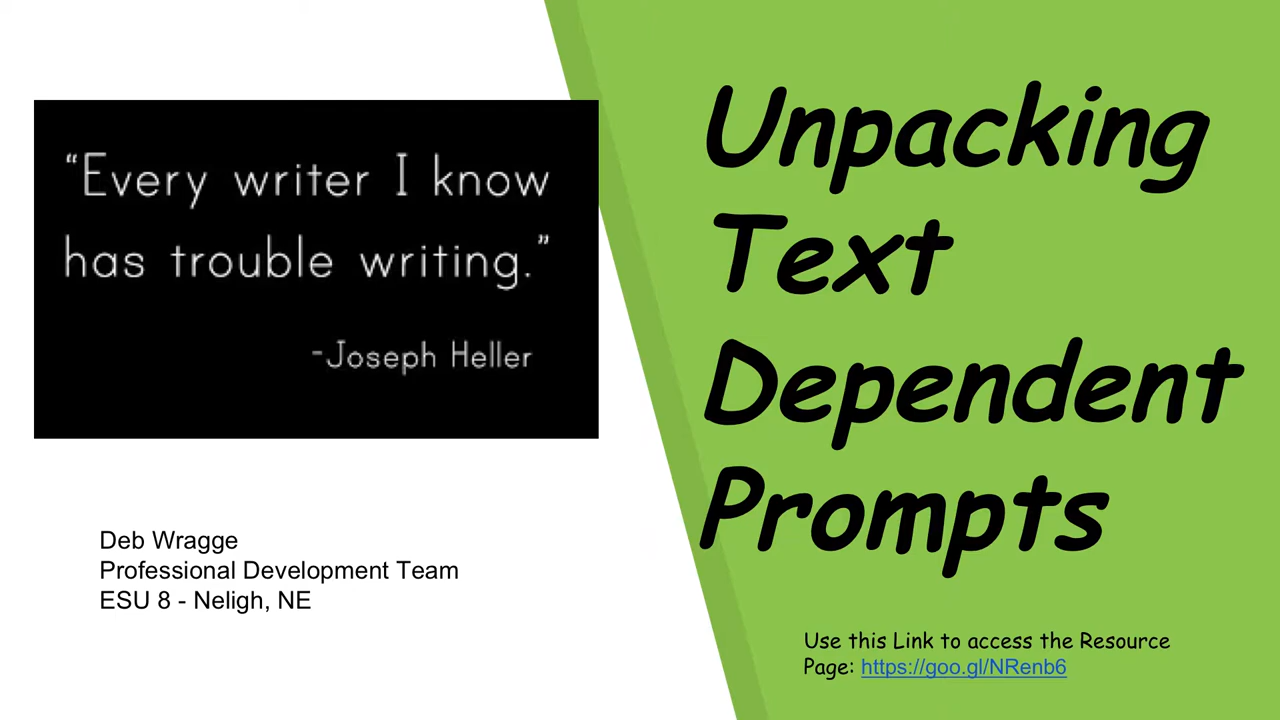 “Every writer I know
has trouble writing.”
-Joseph Heller
Deb Wragge
Professional Development Team
ESU 8 - Neligh, NE
Unpacking
Text
Dependent
Prompts
Use this Link to access the Resource
Page: https://goo.gl/NRenb6